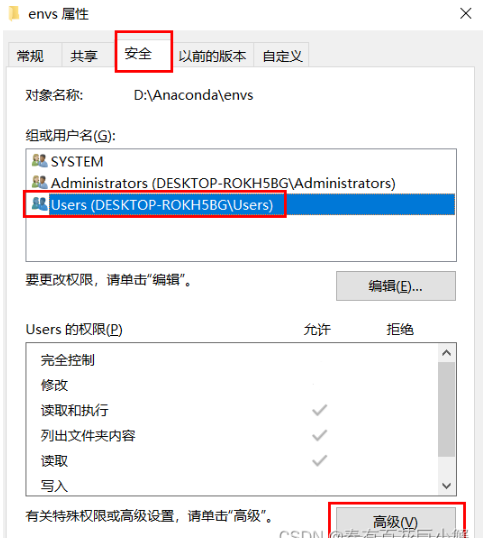 envs 属性
常规 共享 安全 以前的版本 自定义
对象名称: D:\Anaconda\envs
组或用户名(G):
SYSTEM
Administrators (DESKTOP-ROKH5BG\Administrators)
Users (DESKTOP-ROKH5BG\Users)
要更改权限，请单击"编辑"。
编辑(E)...
Users 的权限(P) 允许 拒绝
完全控制
修改
读取和执行
列出文件夹内容
读取
写入
有关特殊权限或高级设置，请单击"高级"。
高级(V)
CSDN @